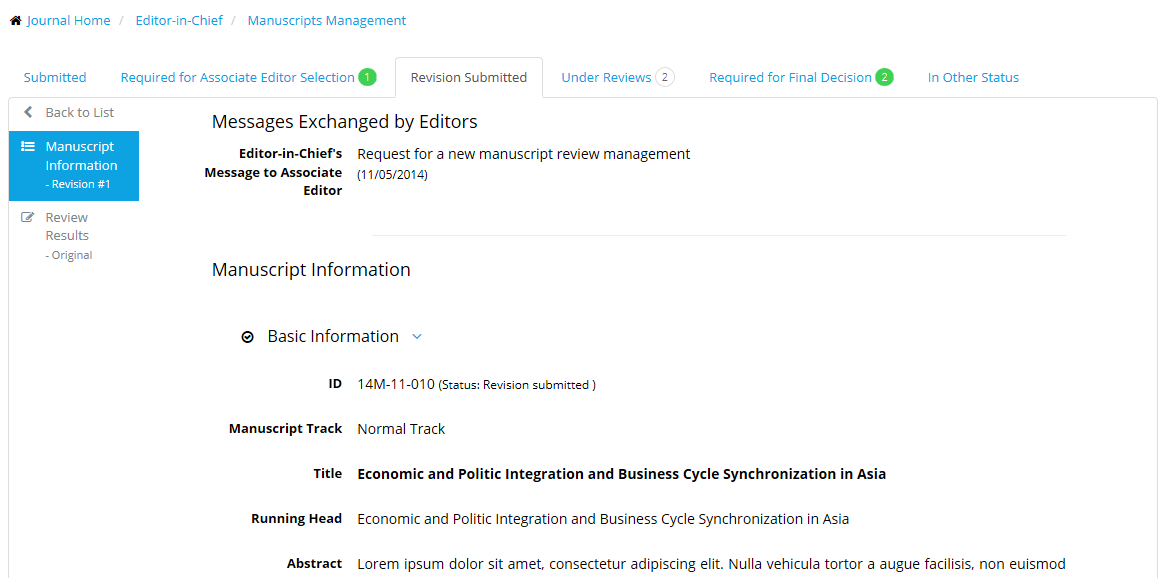 Journal Home / Editor-in-Chief / Manuscripts Management
Submitted Required for Associate Editor Selection 1 Revision Submitted Under Reviews 2 Required for Final Decision 2 In Other Status
Back to List
Manuscript
Information
- Revision #1
Review
Results
- Original
Messages Exchanged by Editors
Editor-in-Chief's Request for a new manuscript review management
Message to Associate (11/05/2014)
Editor
Manuscript Information
Basic Information
ID 14M-11-010 (Status: Revision submitted )
Manuscript Track Normal Track
Title Economic and Politic Integration and Business Cycle Synchronization in Asia
Running Head Economic and Politic Integration and Business Cycle Synchronization in Asia
Abstract Lorem ipsum dolor sit amet, consectetur adipiscing elit. Nulla vehicula tortor a augue facilisis, non euismod